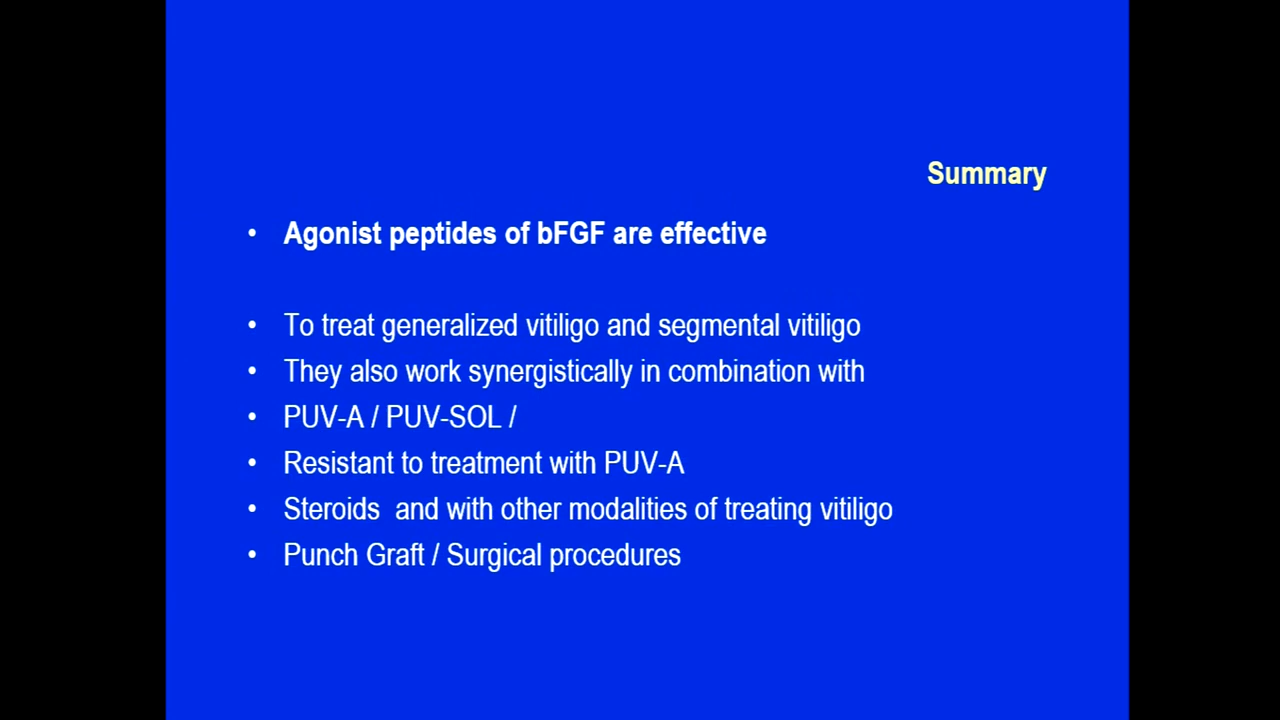 Summary
• Agonist peptides of bFGF are effective
• To treat generalized vitiligo and segmental vitiligo
• They also work synergistically in combination with
• PUV-A / PUV-SOL /
• Resistant to treatment with PUV-A
• Steroids  and with other modalities of treating vitiligo
• Punch Graft / Surgical procedures